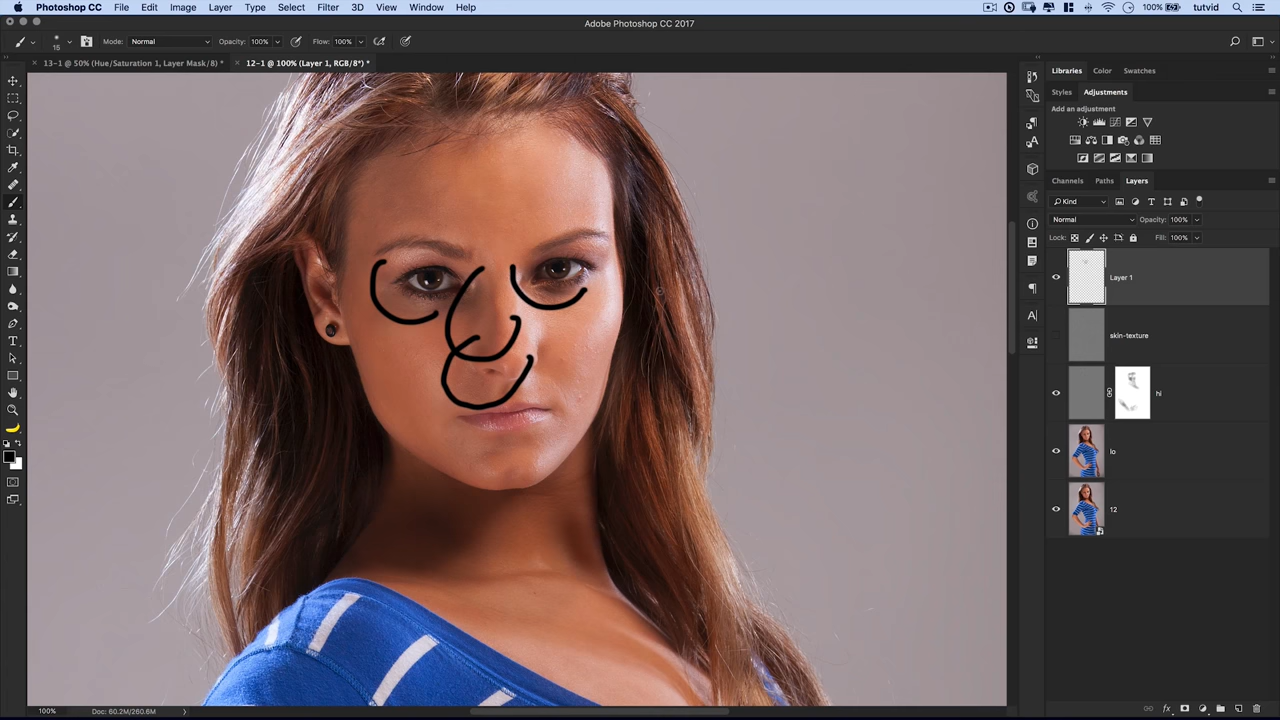 Photoshop CC File Edit Image Layer Type Select Filter 3D View Window Help 100% tutvid
Adobe Photoshop CC 2017
15 Mode: Normal Opacity: 100% Flow: 100%
13-1 @ 50% (Hue/Saturation 1, Layer Mask/8) * 12-1 @ 100% (Layer 1, RGB/8*) *
Libraries Color Swatches
Styles Adjustments
Add an adjustment
Channels Paths Layers
Kind
Normal Opacity: 100%
Lock: Fill: 100%
Layer 1
skin-texture
hi
lo
12
100% Doc: 60.2M/260.6M